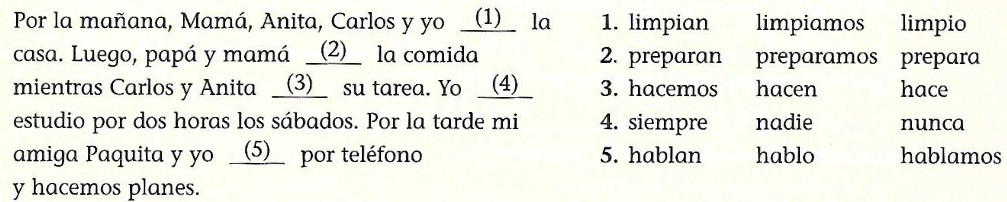 Por la mañana, Mamá, Anita, Carlos y yo (1) la
casa. Luego, papá y mamá (2) la comida
mientras Carlos y Anita (3) su tarea. Yo (4)
estudio por dos horas los sábados. Por la tarde mi
amiga Paquita y yo (5) por teléfono
y hacemos planes.
1. limpian limpiamos limpio
2. preparan preparamos prepara
3. hacemos hacen hace
4. siempre nadie nunca
5. hablan hablo hablamos